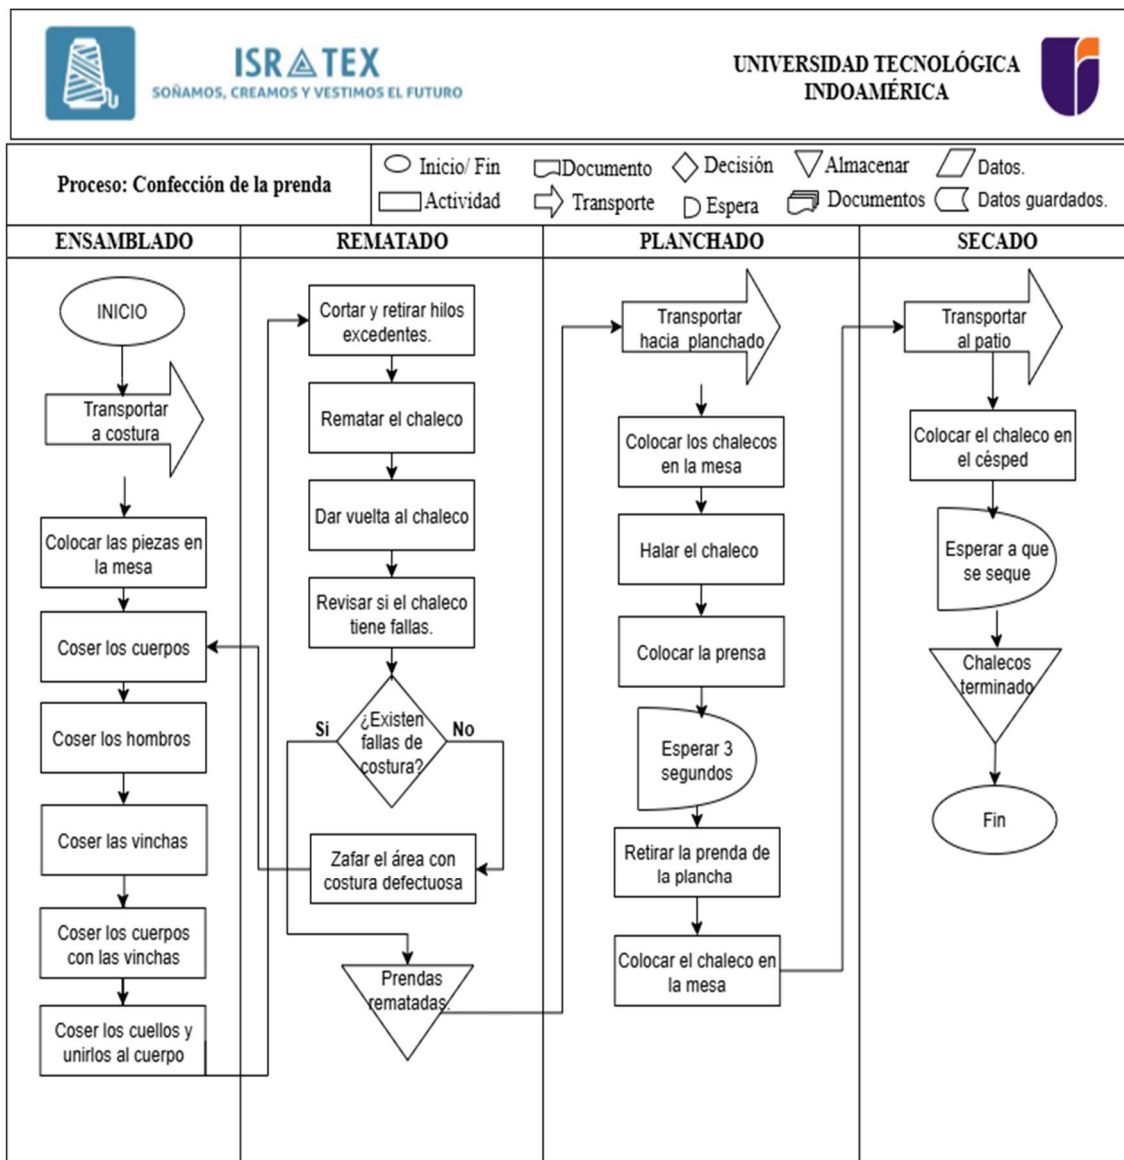 ISRATEX
SOÑAMOS, CREAMOS Y VESTIMOS EL FUTURO
UNIVERSIDAD TECNOLÓGICA
INDOAMÉRICA
Proceso: Confección de la prenda
Inicio/ Fin
Documento
Decisión
Almacenar
Datos.
Actividad
Transporte
Espera
Documentos
Datos guardados.
ENSAMBLADO
INICIO
Transportar
a costura
Colocar las piezas en
la mesa
Coser los cuerpos
Coser los hombros
Coser las vinchas
Coser los cuerpos
con las vinchas
Coser los cuellos y
unirlos al cuerpo
REMATADO
Cortar y retirar hilos
excedentes.
Rematar el chaleco
Dar vuelta al chaleco
Revisar si el chaleco
tiene fallas.
¿Existen
fallas de
costura?
Si
No
Zafar el área con
costura defectuosa
Prendas
rematadas.
PLANCHADO
Transportar
hacia planchado
Colocar los chalecos
en la mesa
Halar el chaleco
Colocar la prensa
Esperar 3
segundos
Retirar la prenda de
la plancha
Colocar el chaleco en
la mesa
SECADO
Transportar
al patio
Colocar el chaleco en
el césped
Esperar a que
se seque
Chalecos
terminado
Fin